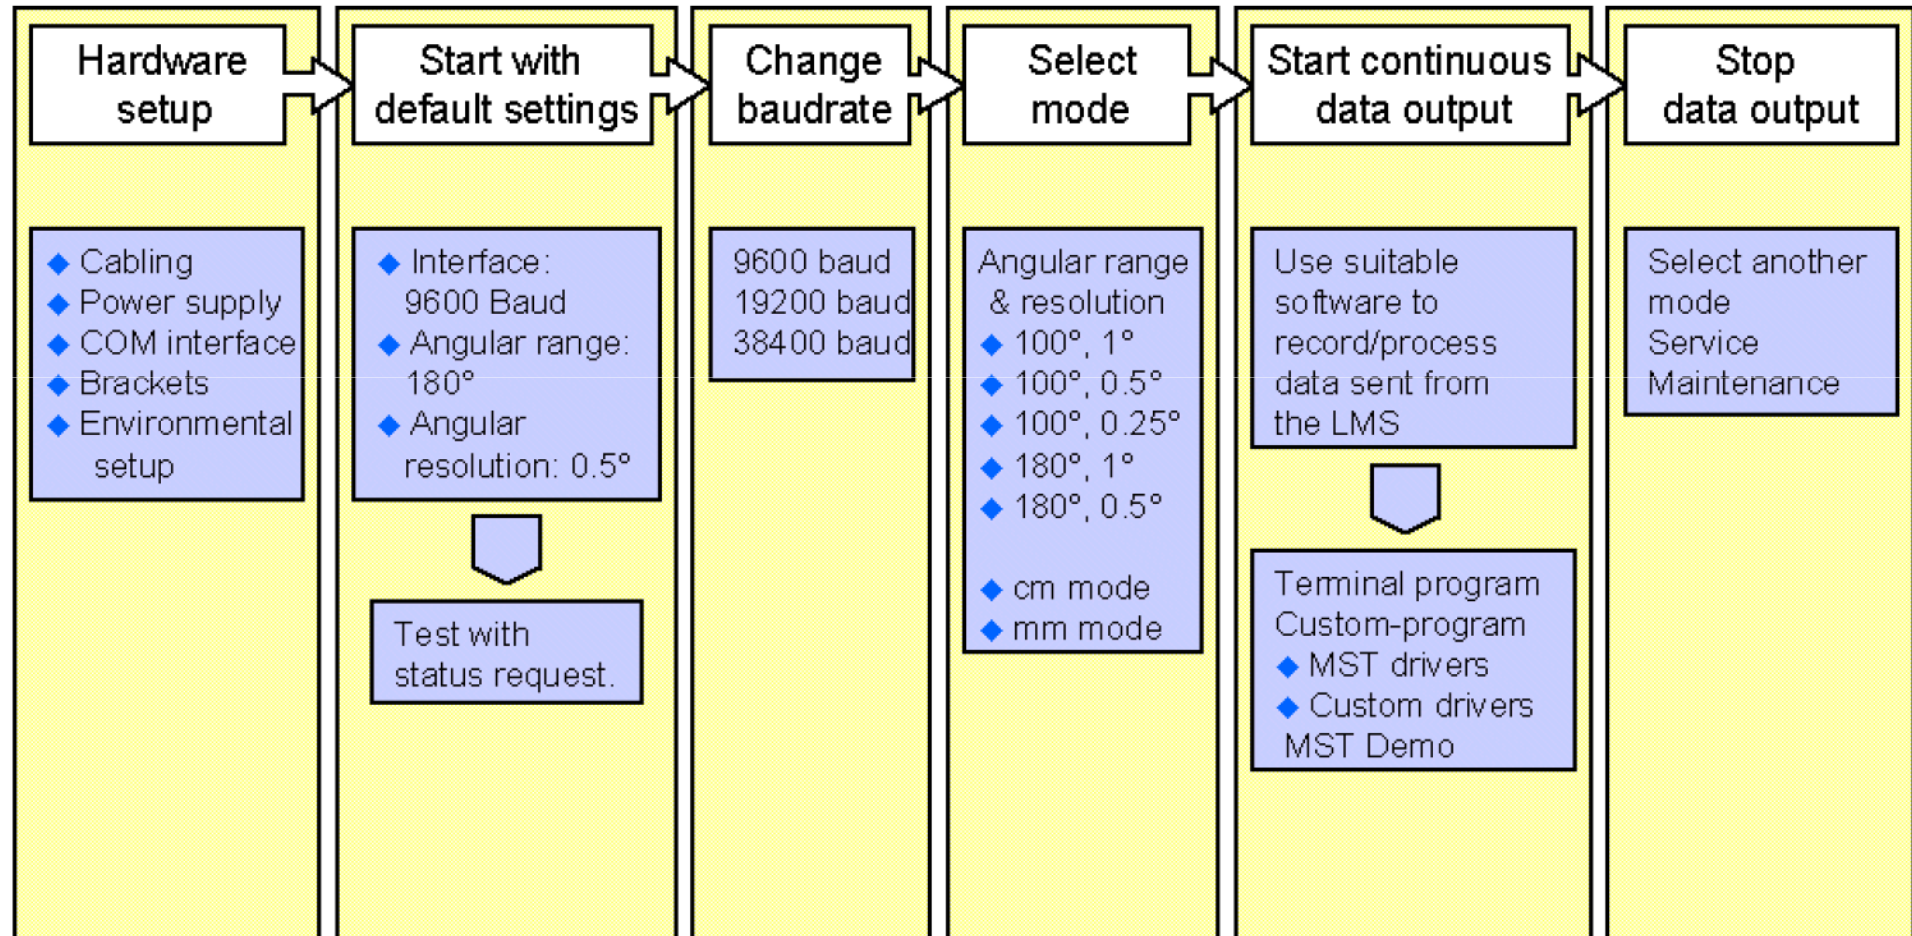 Hardware
setup
Start with
default settings
Change
baudrate
Select
mode
Start continuous
data output
Stop
data output
◆ Cabling
◆ Power supply
◆ COM interface
◆ Brackets
◆ Environmental
setup
◆ Interface:
9600 Baud
◆ Angular range:
180°
◆ Angular
resolution: 0.5°
Test with
status request.
9600 baud
19200 baud
38400 baud
Angular range
& resolution
◆ 100°, 1°
◆ 100°, 0.5°
◆ 100°, 0.25°
◆ 180°, 1°
◆ 180°, 0.5°
◆ cm mode
◆ mm mode
Use suitable
software to
record/process
data sent from
the LMS
Terminal program
Custom-program
◆ MST drivers
◆ Custom drivers
MST Demo
Select another
mode
Service
Maintenance